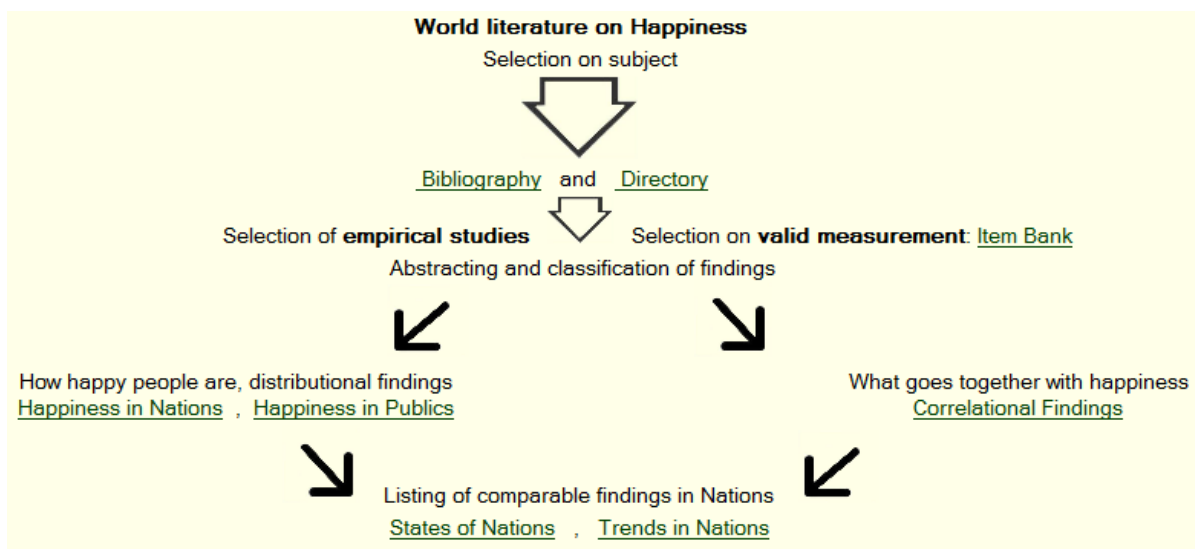 World literature on Happiness
Selection on subject
Bibliography and Directory
Selection of empirical studies Selection on valid measurement: Item Bank
Abstracting and classification of findings
How happy people are, distributional findings What goes together with happiness
Happiness in Nations , Happiness in Publics Correlational Findings
Listing of comparable findings in Nations
States of Nations , Trends in Nations